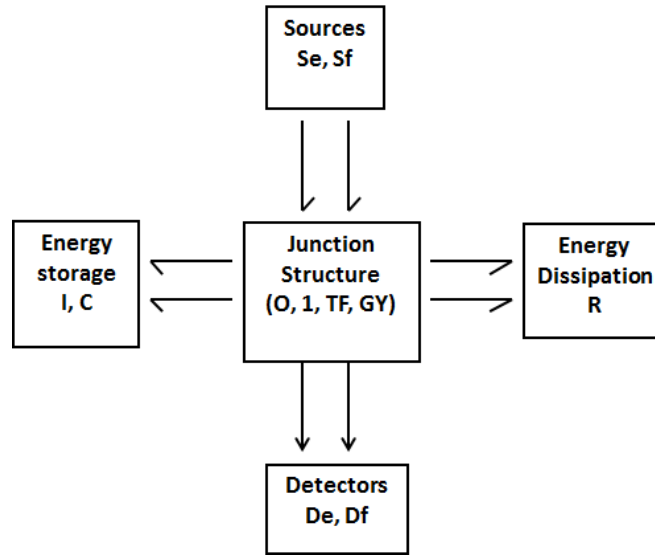 Sources
Se, Sf
Energy
storage
I, C
Junction
Structure
(O, 1, TF, GY)
Energy
Dissipation
R
Detectors
De, Df